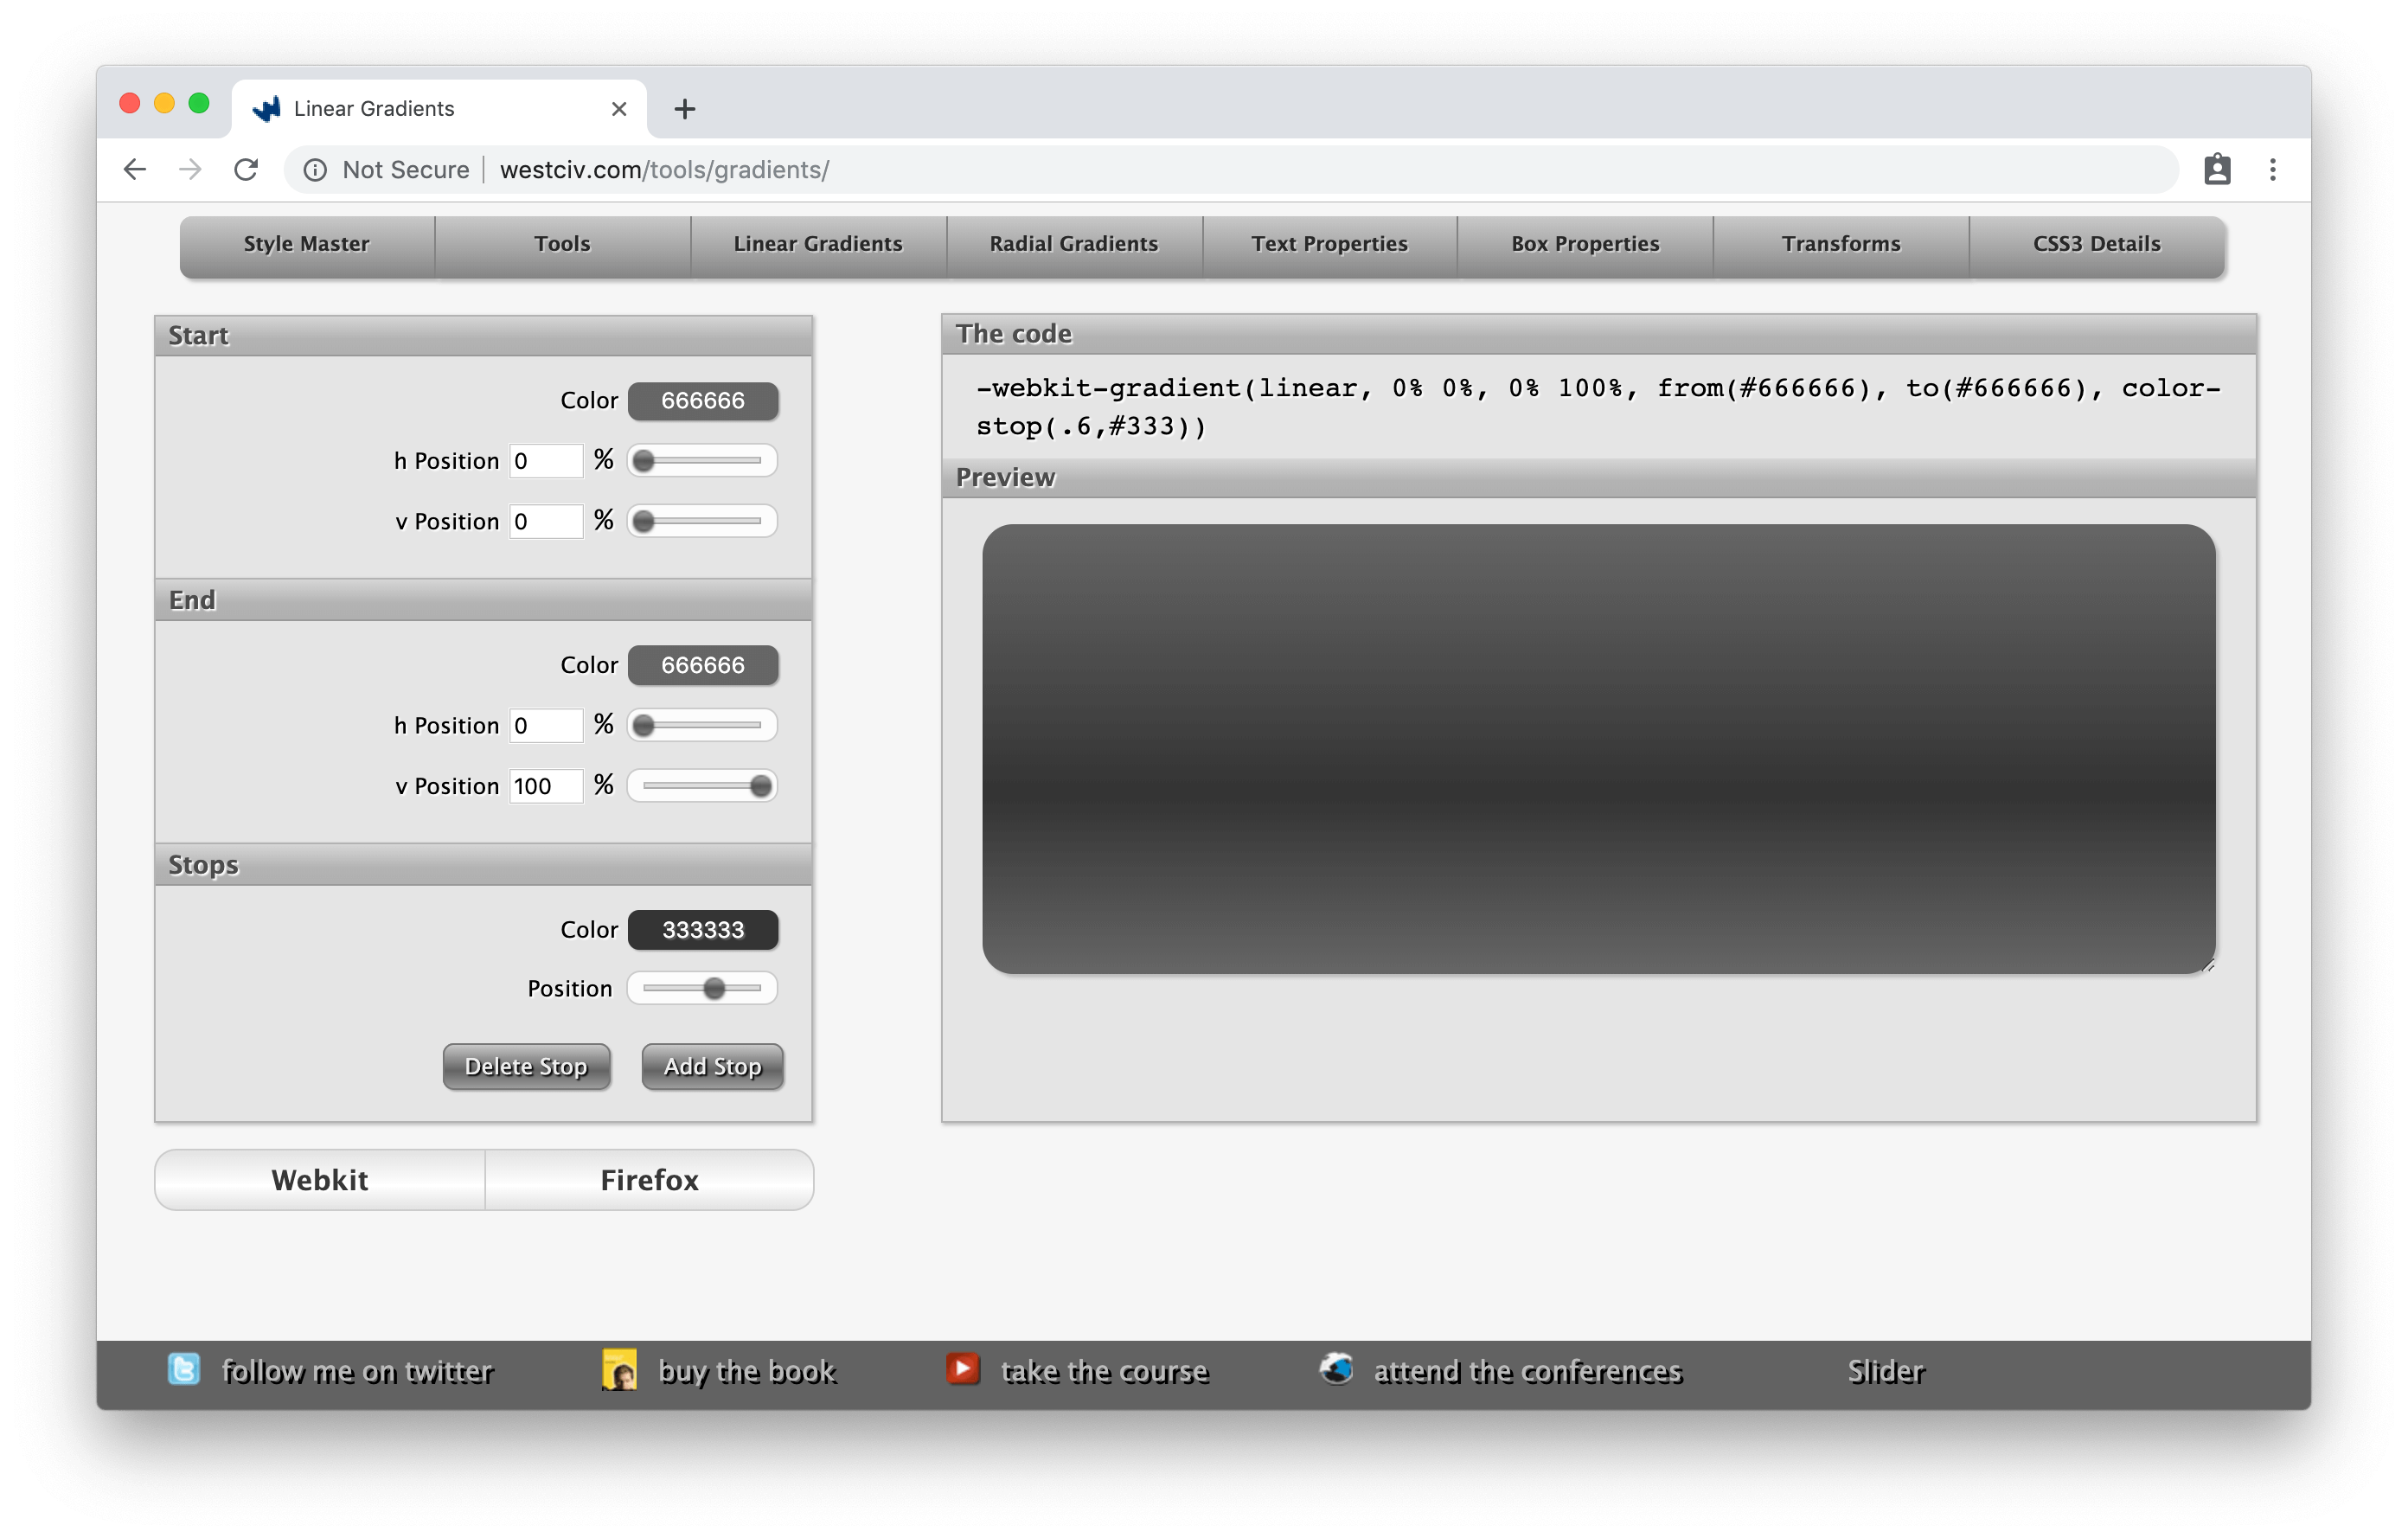 Linear Gradients
Not Secure westciv.com/tools/gradients/
Style Master Tools Linear Gradients Radial Gradients Text Properties Box Properties Transforms CSS3 Details
Start
Color 666666
h Position 0 %
v Position 0 %
End
Color 666666
h Position 0 %
v Position 100 %
Stops
Color 333333
Position
Delete Stop Add Stop
Webkit Firefox
The code
-webkit-gradient(linear, 0% 0%, 0% 100%, from(#666666), to(#666666), color-
stop(.6,#333))
Preview
follow me on twitter buy the book take the course attend the conferences Slider